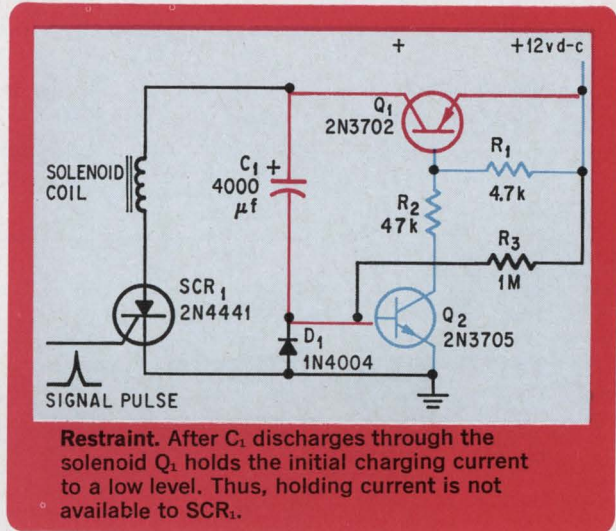 + +12vd-c
Q₁
2N3702
R₁
4.7k
SOLENOID
COIL
C₁ +
4000
μf
R₂
47k
R₃
1M
SCR₁
2N4441
D₁
1N4004
Q₂
2N3705
SIGNAL PULSE
Restraint. After C₁ discharges through the
solenoid Q₁ holds the initial charging current
to a low level. Thus, holding current is not
available to SCR₁.